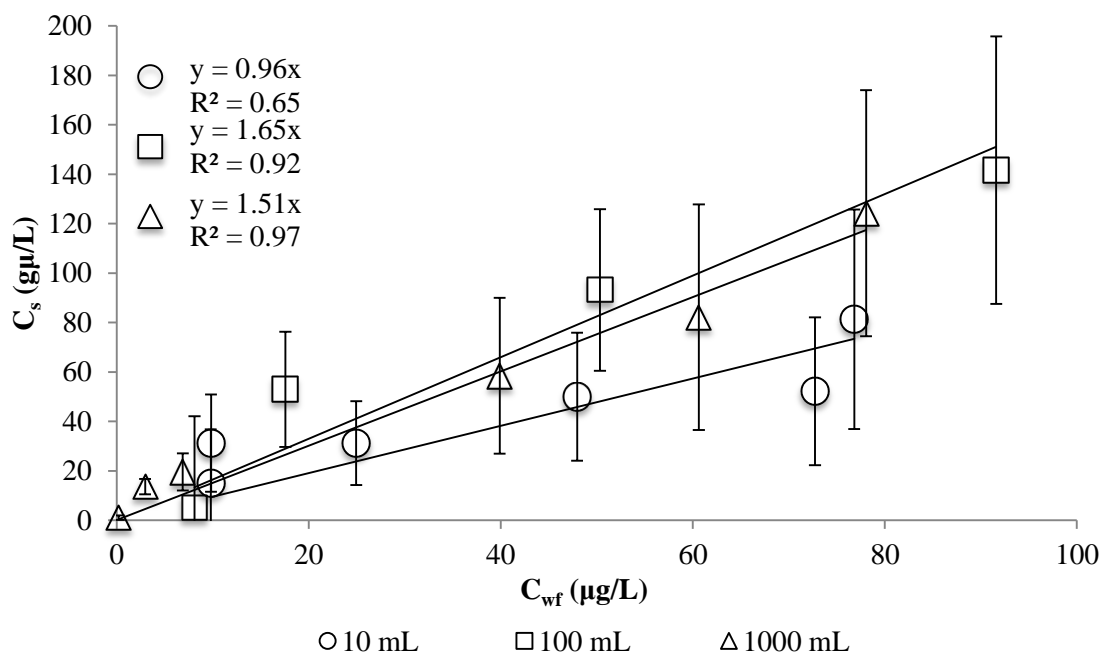 200
180
160
140
120
100
80
60
40
20
0
y = 0.96x
R² = 0.65
y = 1.65x
R² = 0.92
y = 1.51x
R² = 0.97
Cs (gµ/L)
0 20 40 60 80 100
Cwf (µg/L)
10 mL 100 mL 1000 mL